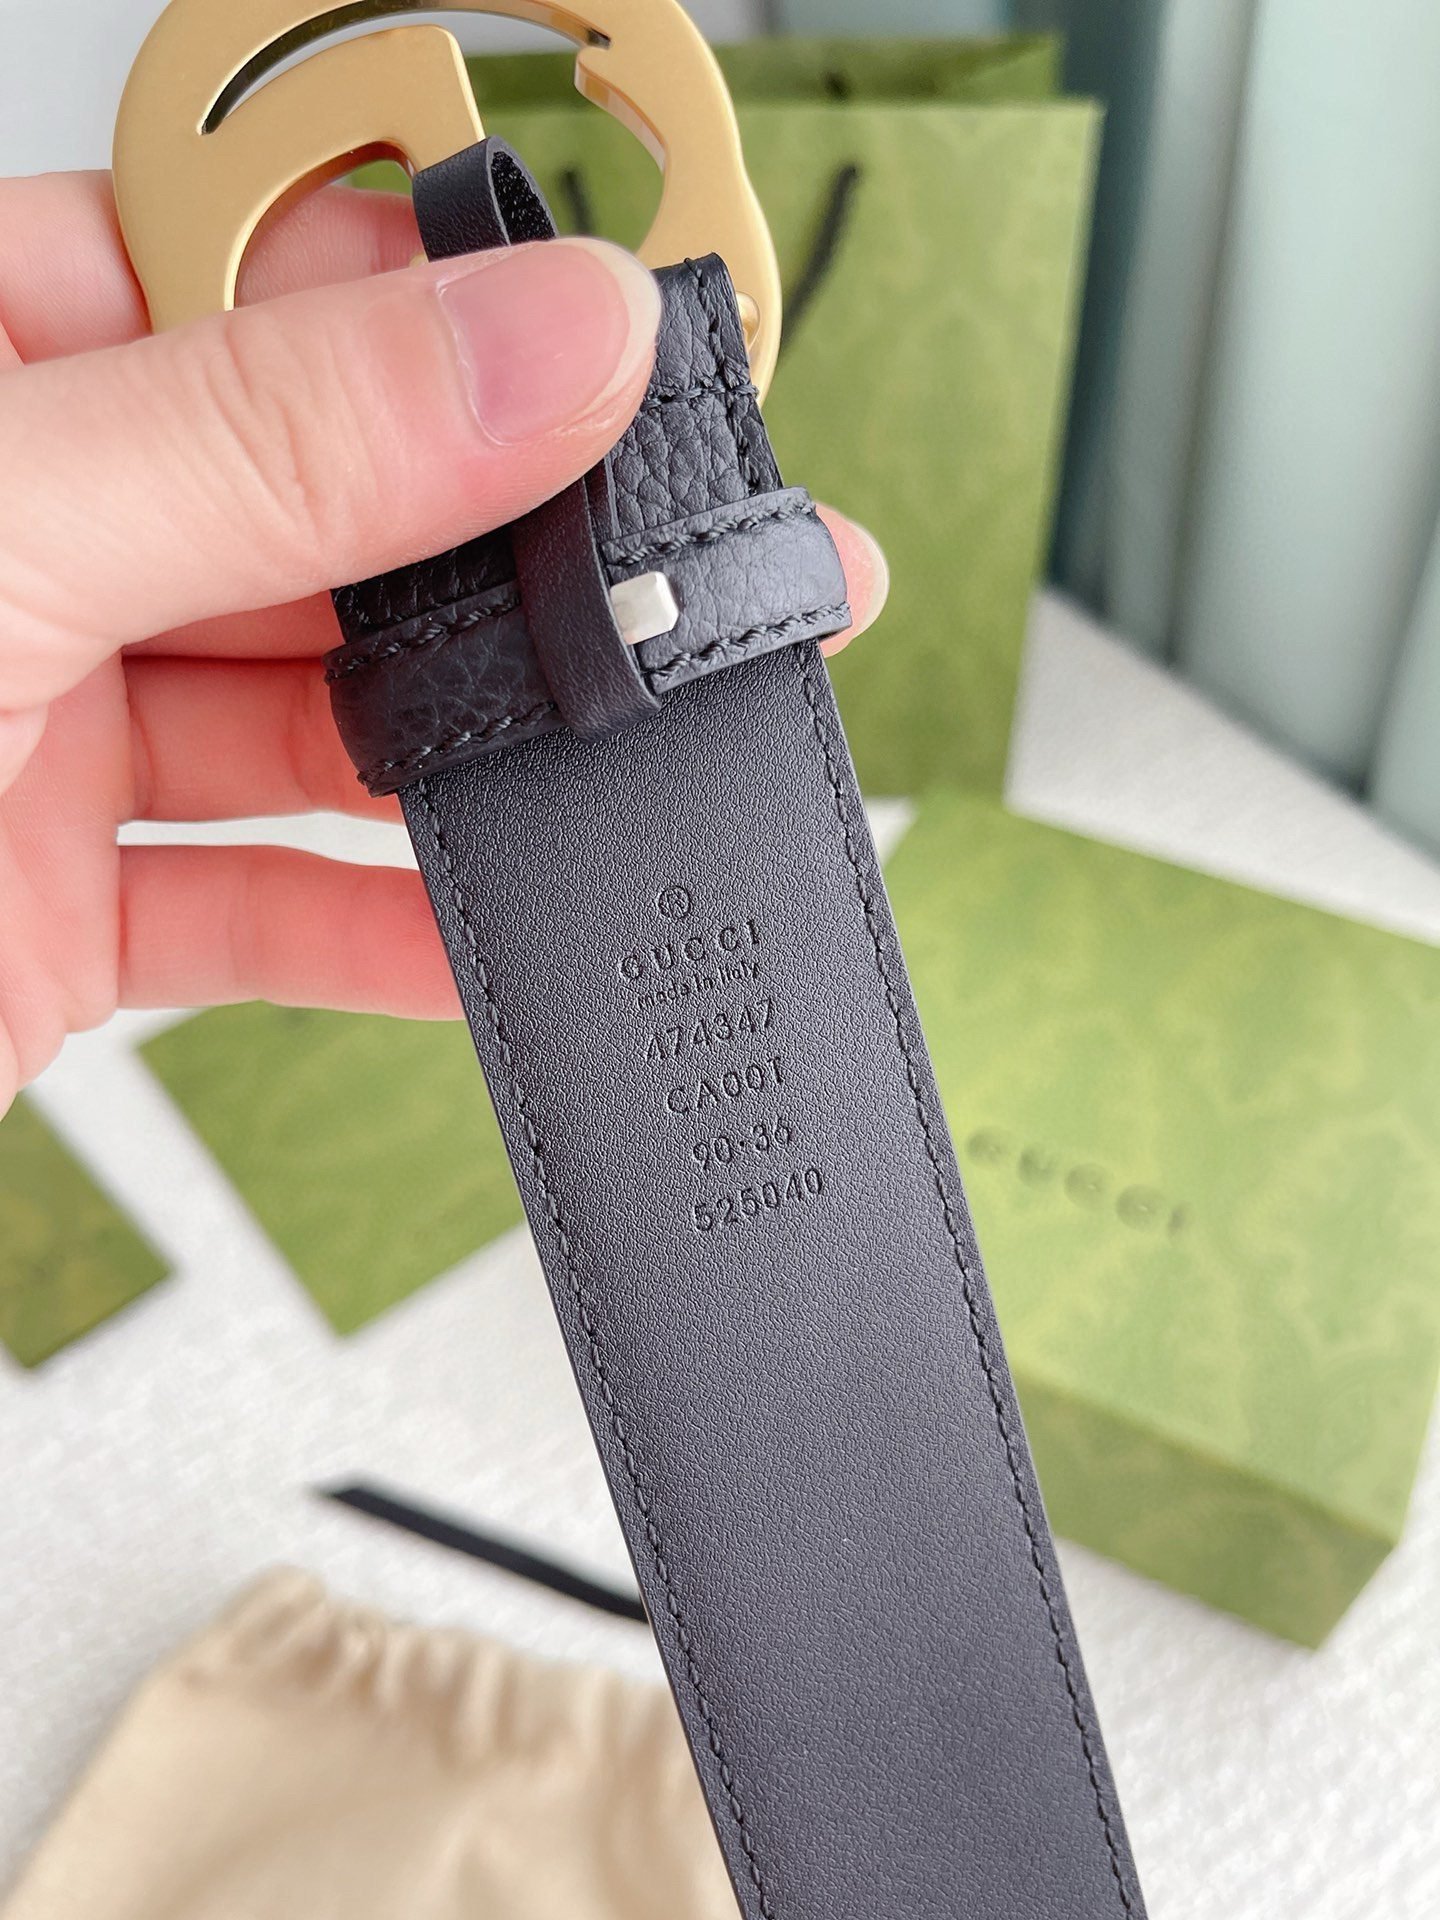 ®
GUCCI
made in italy
474347
CA00T
90·36
525040
GUCCI